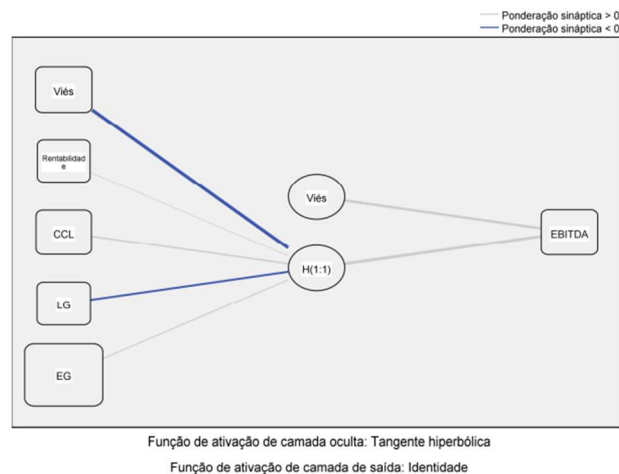 Ponderação sináptica > 0
Ponderação sináptica < 0
Viés
Rentabilidad
e
CCL
LG
EG
Viés
H(1:1)
EBITDA
Função de ativação de camada oculta: Tangente hiperbólica
Função de ativação de camada de saída: Identidade